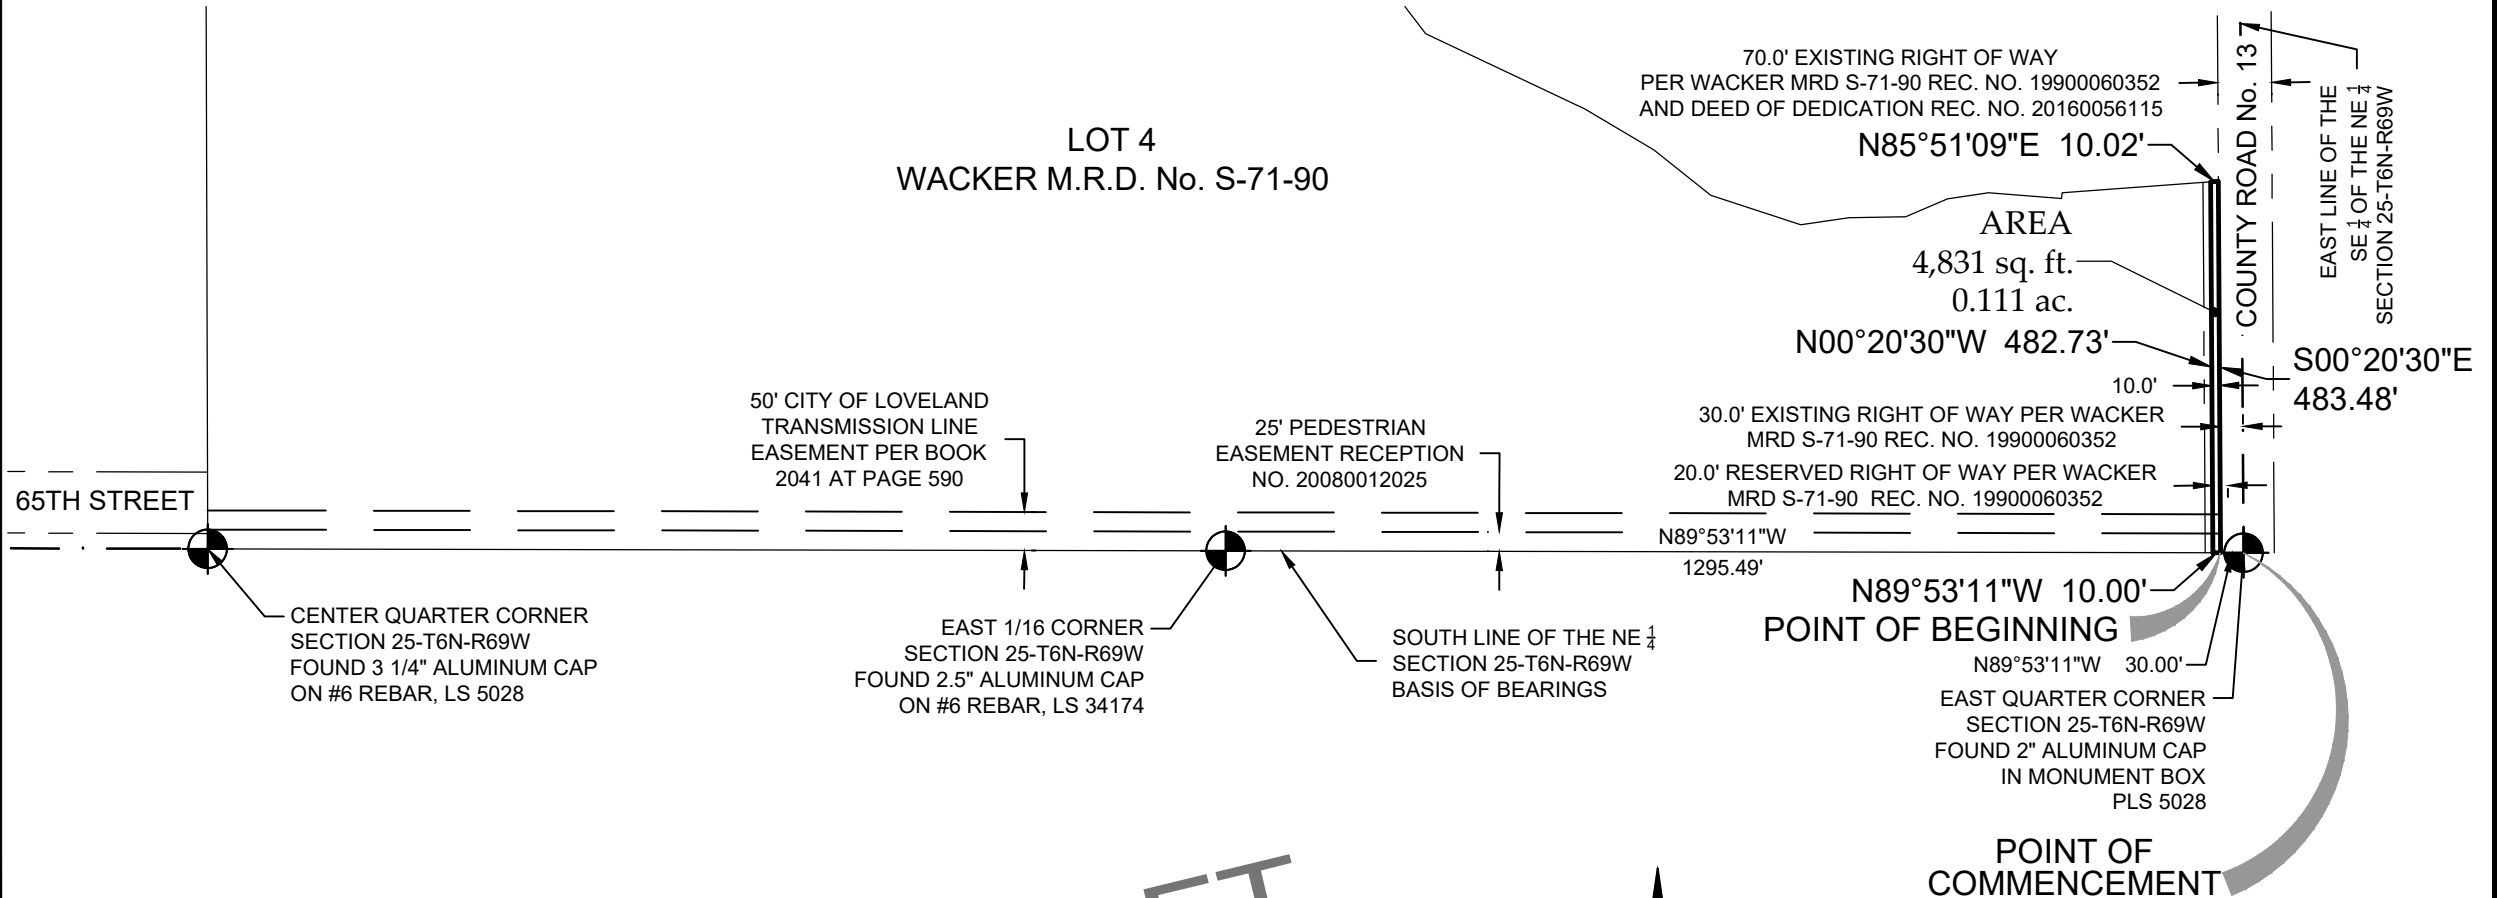 70.0' EXISTING RIGHT OF WAY
PER WACKER MRD S-71-90 REC. NO. 19900060352
AND DEED OF DEDICATION REC. NO. 20160056115
N85°51'09"E 10.02'
LOT 4
WACKER M.R.D. No. S-71-90
COUNTY ROAD No. 13
EAST LINE OF THE
SE 1/4 OF THE NE 1/4
SECTION 25-T6N-R69W
AREA
4,831 sq. ft.
0.111 ac.
N00°20'30"W 482.73'
S00°20'30"E
483.48'
10.0'
30.0' EXISTING RIGHT OF WAY PER WACKER
MRD S-71-90 REC. NO. 19900060352
20.0' RESERVED RIGHT OF WAY PER WACKER
MRD S-71-90 REC. NO. 19900060352
50' CITY OF LOVELAND
TRANSMISSION LINE
EASEMENT PER BOOK
2041 AT PAGE 590
25' PEDESTRIAN
EASEMENT RECEPTION
NO. 20080012025
65TH STREET
N89°53'11"W
1295.49'
N89°53'11"W 10.00'
POINT OF BEGINNING
N89°53'11"W 30.00'
CENTER QUARTER CORNER
SECTION 25-T6N-R69W
FOUND 3 1/4" ALUMINUM CAP
ON #6 REBAR, LS 5028
EAST 1/16 CORNER
SECTION 25-T6N-R69W
FOUND 2.5" ALUMINUM CAP
ON #6 REBAR, LS 34174
SOUTH LINE OF THE NE 1/4
SECTION 25-T6N-R69W
BASIS OF BEARINGS
EAST QUARTER CORNER
SECTION 25-T6N-R69W
FOUND 2" ALUMINUM CAP
IN MONUMENT BOX
PLS 5028
POINT OF
COMMENCEMENT